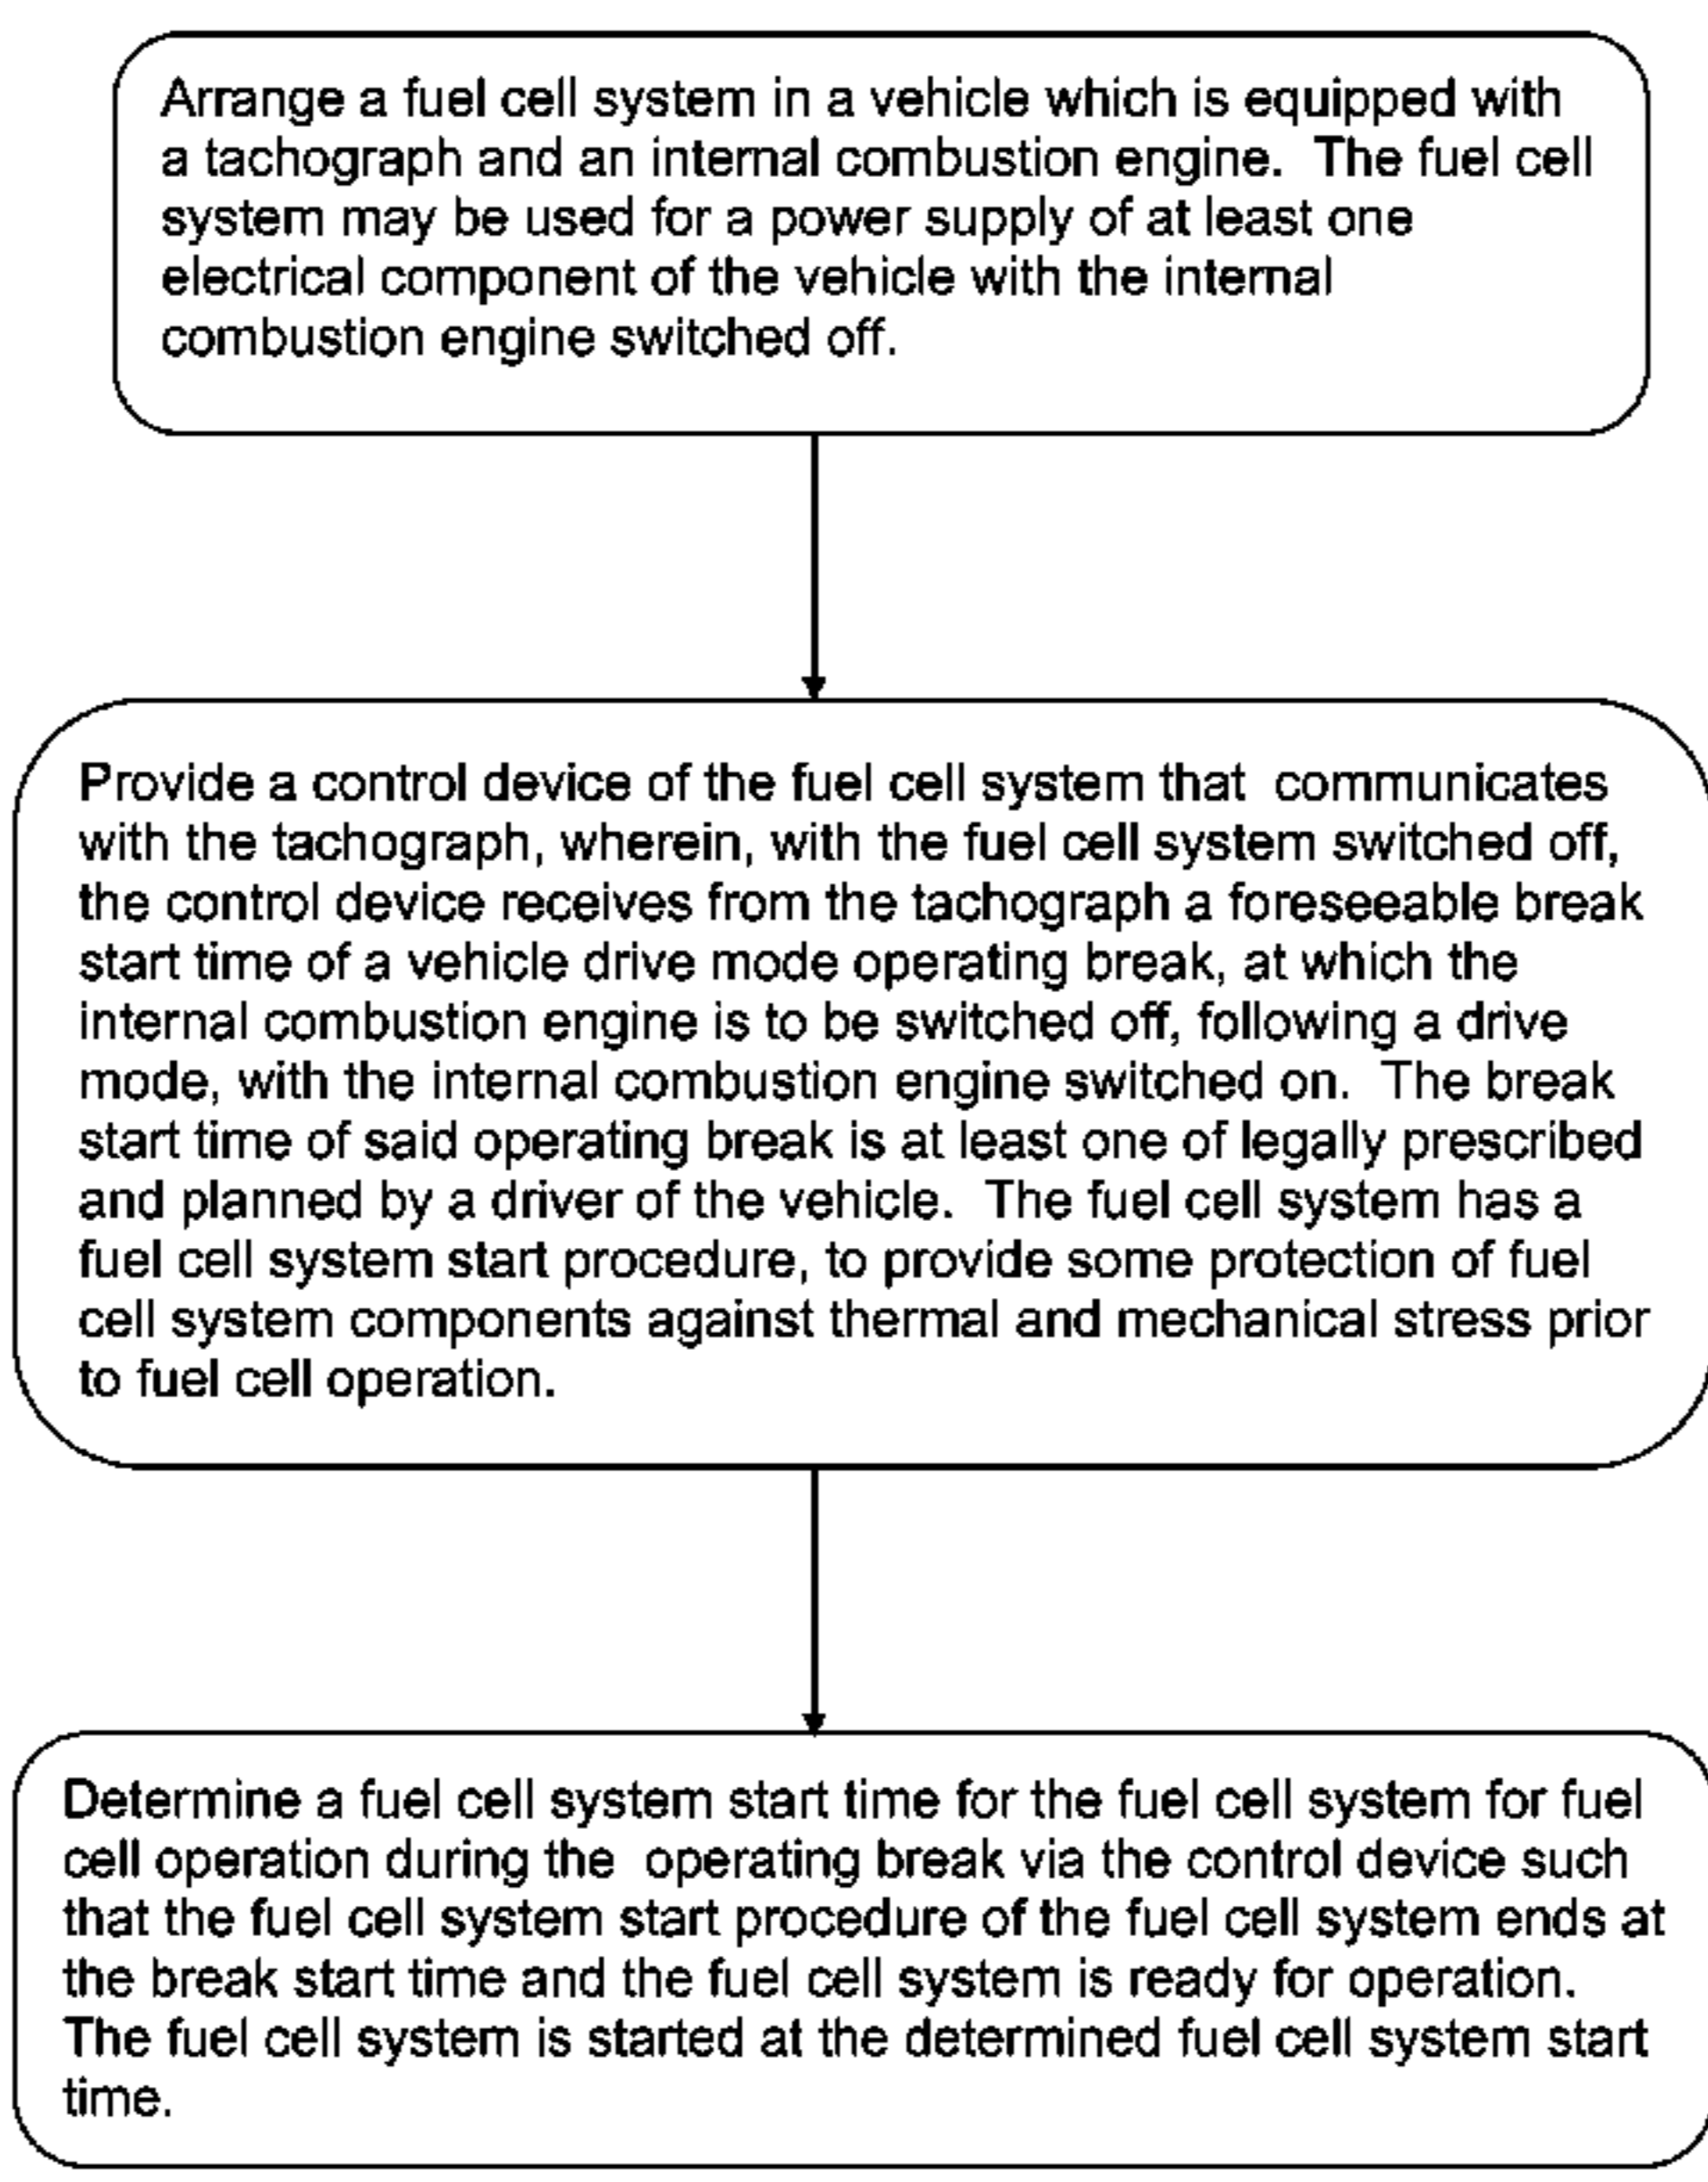 Arrange a fuel cell system in a vehicle which is equipped with
a tachograph and an internal combustion engine.  The fuel cell
system may be used for a power supply of at least one
electrical component of the vehicle with the internal
combustion engine switched off.
Provide a control device of the fuel cell system that  communicates
with the tachograph, wherein, with the fuel cell system switched off,
the control device receives from the tachograph a foreseeable break
start time of a vehicle drive mode operating break, at which the
internal combustion engine is to be switched off, following a drive
mode, with the internal combustion engine switched on.  The break
start time of said operating break is at least one of legally prescribed
and planned by a driver of the vehicle.  The fuel cell system has a
fuel cell system start procedure, to provide some protection of fuel
cell system components against thermal and mechanical stress prior
to fuel cell operation.
Determine a fuel cell system start time for the fuel cell system for fuel
cell operation during the  operating break via the control device such
that the fuel cell system start procedure of the fuel cell system ends at
the break start time and the fuel cell system is ready for operation.
The fuel cell system is started at the determined fuel cell system start
time.